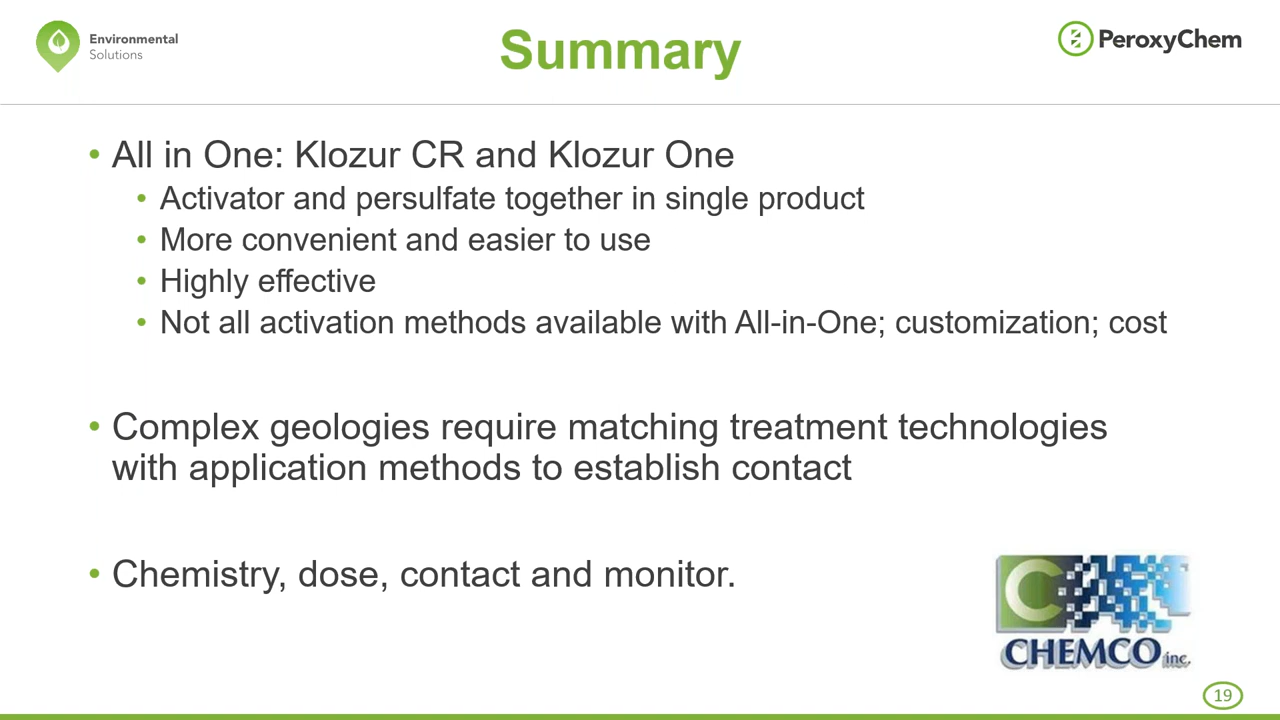 Environmental
Solutions
Summary
PeroxyChem
• All in One: Klozur CR and Klozur One
• Activator and persulfate together in single product
• More convenient and easier to use
• Highly effective
• Not all activation methods available with All-in-One; customization; cost
• Complex geologies require matching treatment technologies
with application methods to establish contact
• Chemistry, dose, contact and monitor.
C
CHEMCO inc.
19